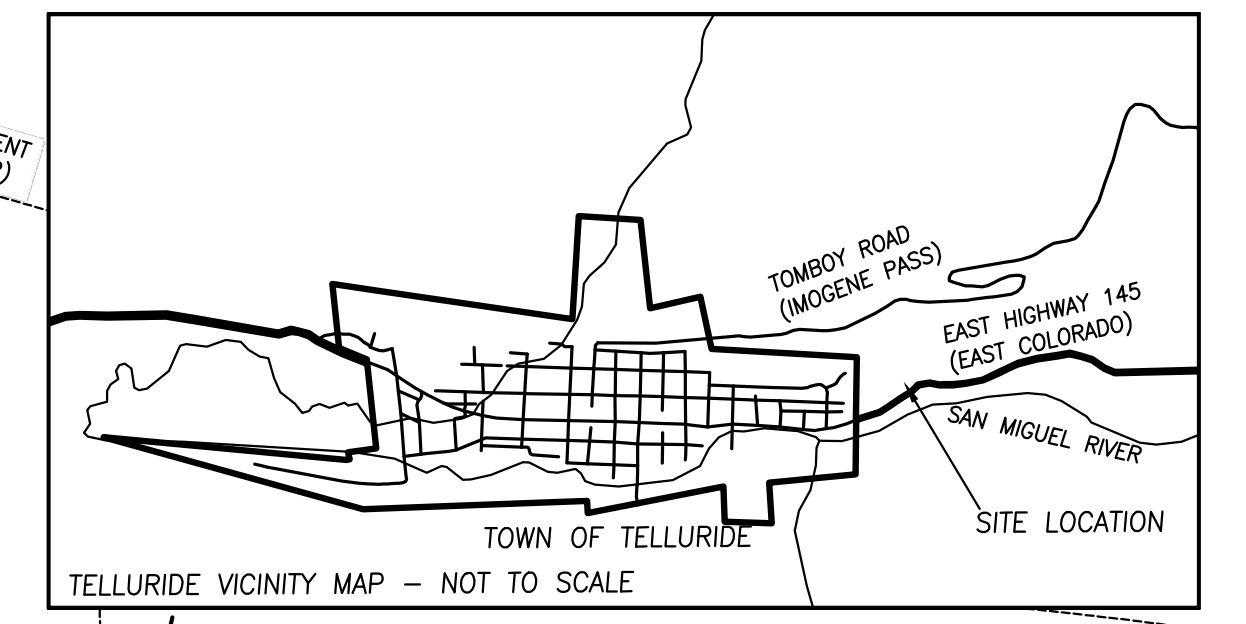 TOMBOY ROAD
(IMOGENE PASS)
EAST HIGHWAY 145
(EAST COLORADO)
SAN MIGUEL RIVER
SITE LOCATION
TOWN OF TELLURIDE
TELLURIDE VICINITY MAP – NOT TO SCALE